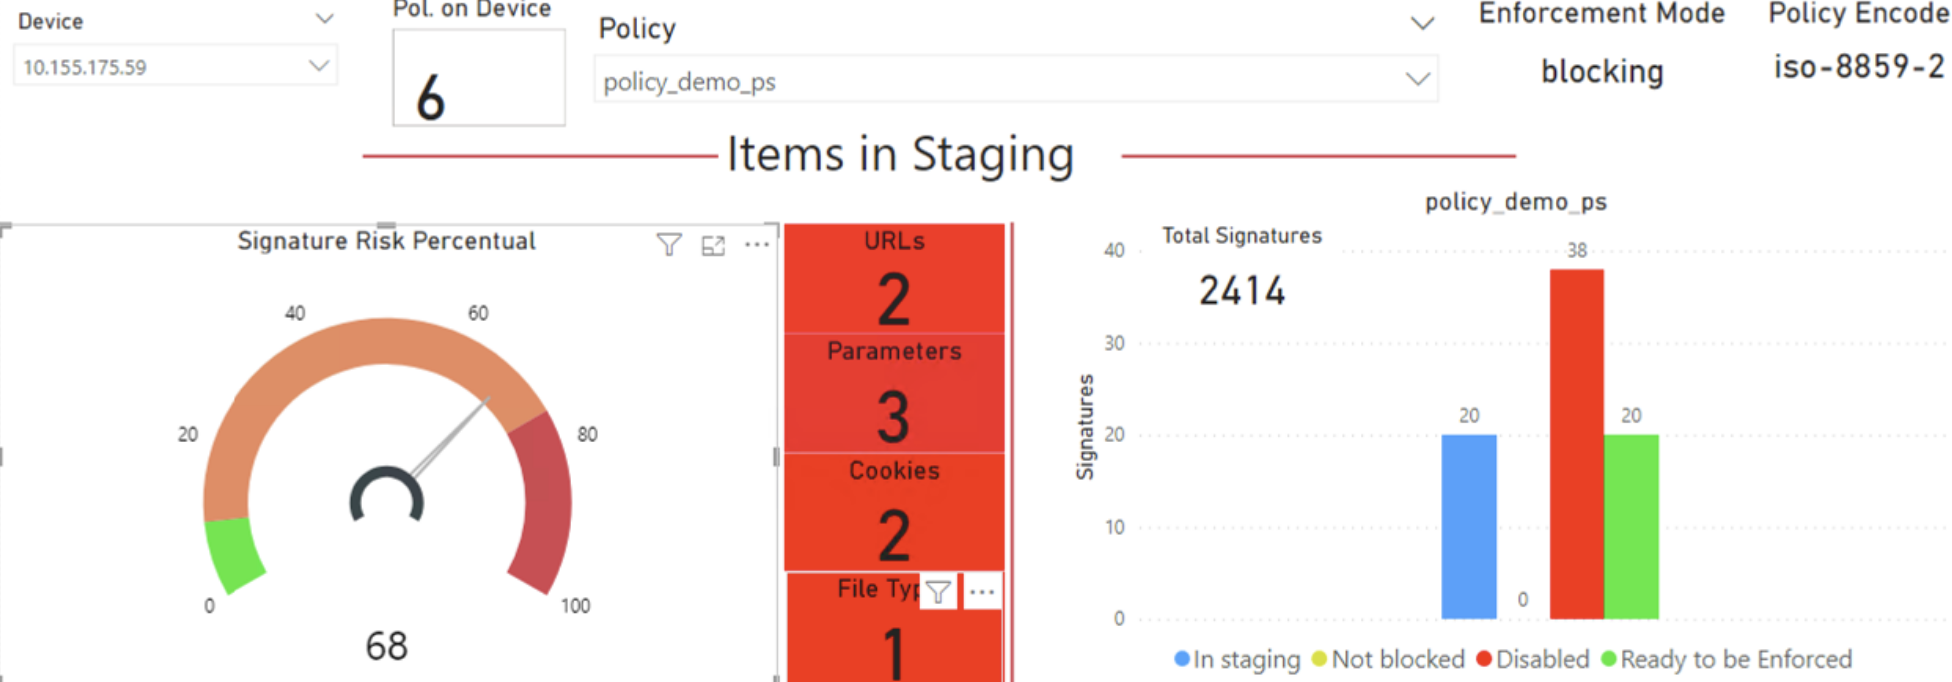 Device
10.155.175.59
Pol. on Device
6
Policy
policy_demo_ps
Enforcement Mode
blocking
Policy Encode
iso-8859-2
Items in Staging
Signature Risk Percentual
0
20
40
60
80
100
68
URLs
2
Parameters
3
Cookies
2
File Typ
1
policy_demo_ps
Total Signatures
2414
Signatures
40
30
20
10
0
20
0
38
20
In staging Not blocked Disabled Ready to be Enforced